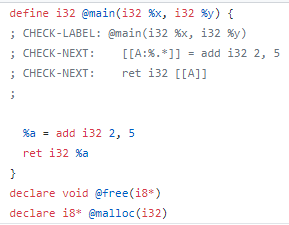 define i32 @main(i32 %x, i32 %y) {
; CHECK-LABEL: @main(i32 %x, i32 %y)
; CHECK-NEXT:    [[A:%.*]] = add i32 2, 5
; CHECK-NEXT:    ret i32 [[A]]
;
  %a = add i32 2, 5
  ret i32 %a
}
declare void @free(i8*)
declare i8* @malloc(i32)